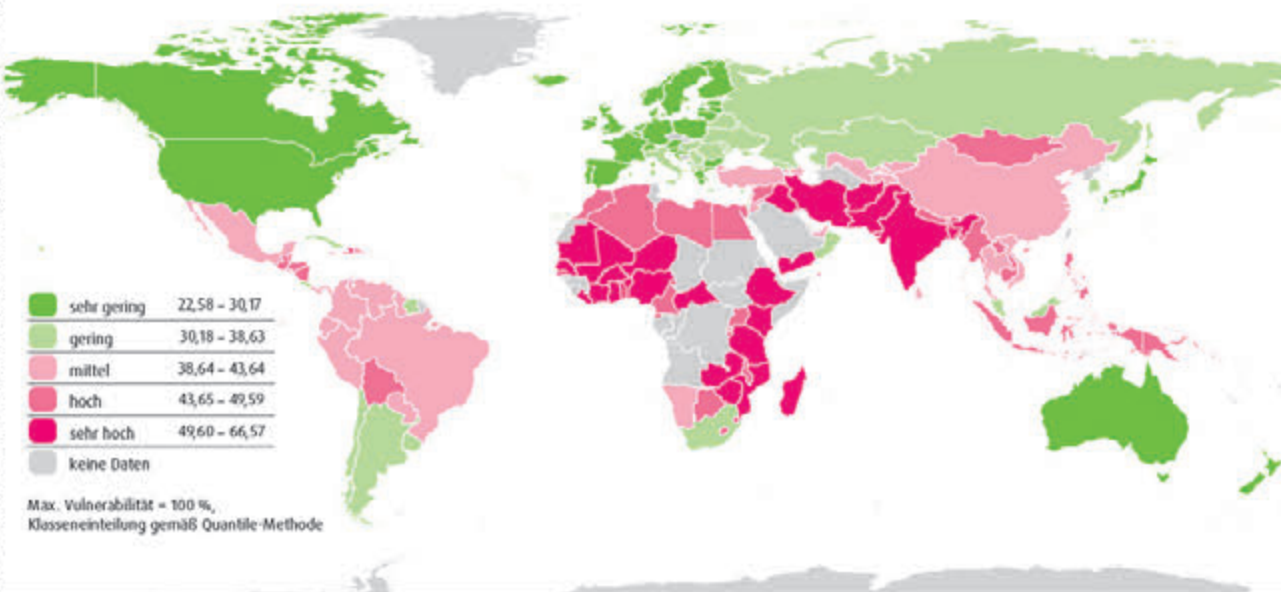 sehr gering 22,58 – 30,17
gering 30,18 – 38,63
mittel 38,64 – 43,64
hoch 43,65 – 49,59
sehr hoch 49,60 – 66,57
keine Daten
Max. Vulnerabilität = 100 %,
Klasseneinteilung gemäß Quantile-Methode